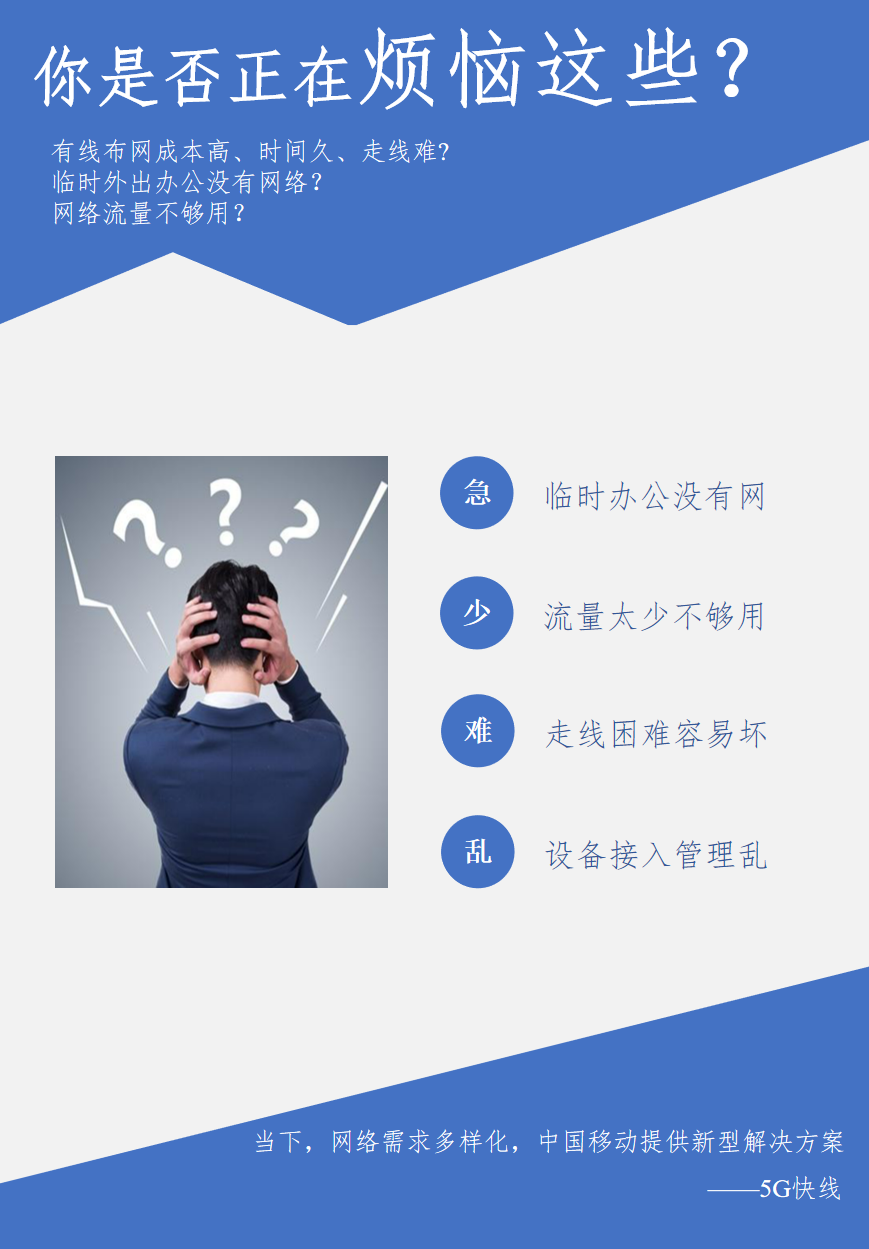 你是否正在烦恼这些？
有线布网成本高、时间久、走线难?
临时外出办公没有网络？
网络流量不够用？
急 临时办公没有网
少 流量太少不够用
难 走线困难容易坏
乱 设备接入管理乱
当下，网络需求多样化，中国移动提供新型解决方案
——5G快线